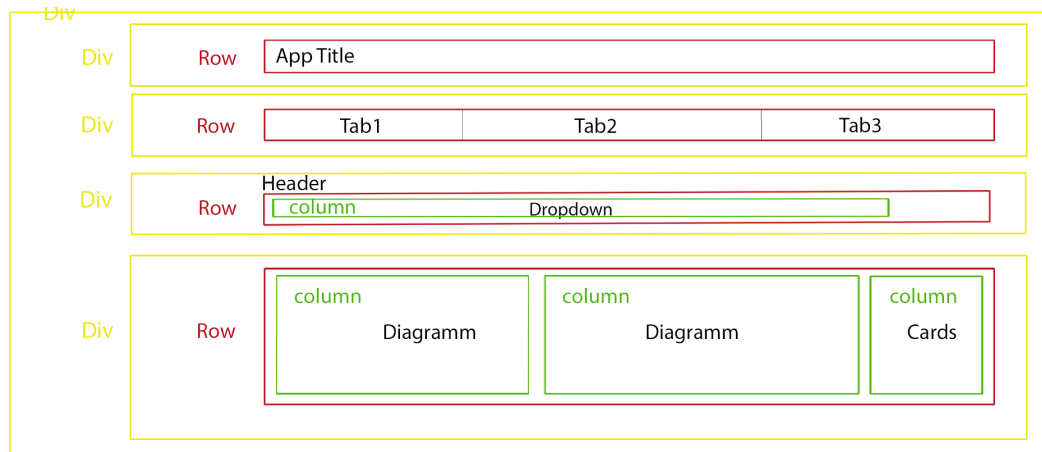 Div
Div Row App Title
Div Row Tab1 Tab2 Tab3
Header
Div Row column Dropdown
column column column
Div Row Diagramm Diagramm Cards